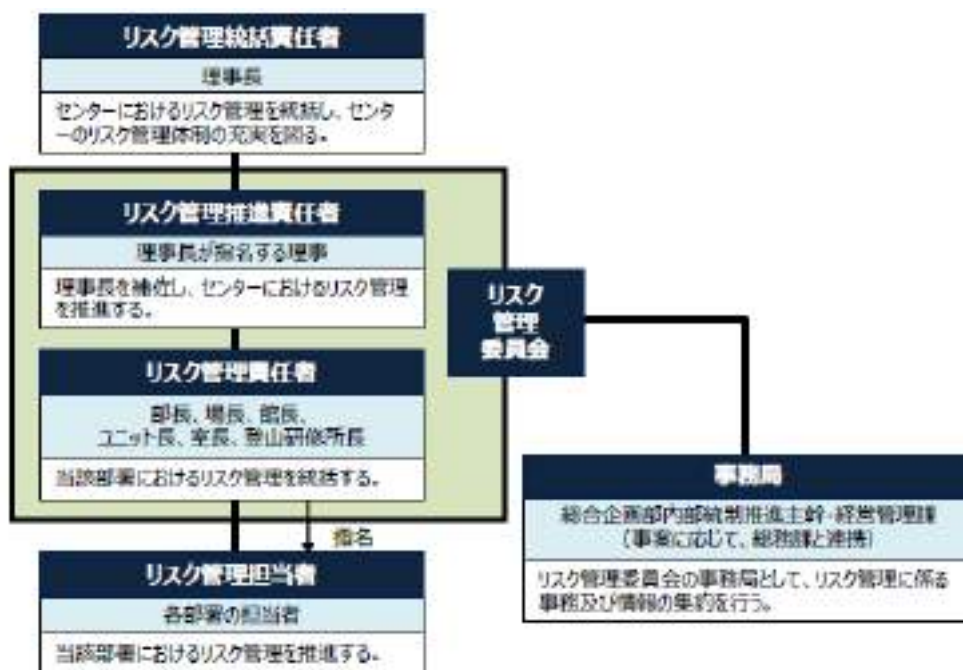 リスク管理統括責任者
理事長
センターにおけるリスク管理を統括し、センタ
ーのリスク管理体制の充実を図る。
リスク管理推進責任者
理事長が指名する理事
理事長を補佐し、センターにおけるリスク管理
を推進する。
リスク
管理
委員会
リスク管理責任者
部長、場長、館長、
ユニット長、室長、登山研修所長
当該部署におけるリスク管理を統括する。
指名
リスク管理担当者
各部署の担当者
当該部署におけるリスク管理を推進する。
事務局
総合企画部内部統制推進主幹・経営管理課
（事案に応じて、総務課と連携）
リスク管理委員会の事務局として、リスク管理に係る
事務及び情報の集約を行う。